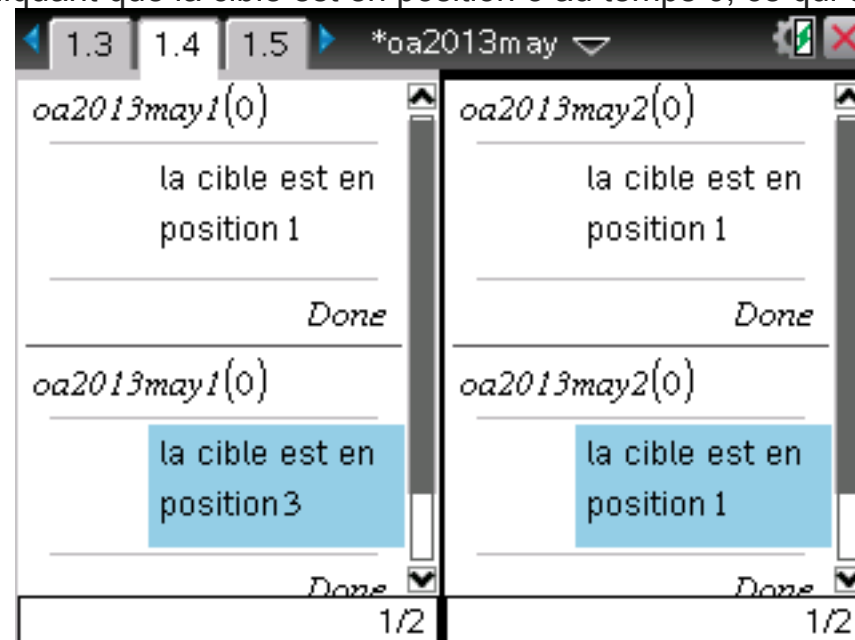 1.3 1.4 1.5 *oa2013may
oa2013may1(0)
la cible est en
position 1
Done
oa2013may1(0)
la cible est en
position 3
Done
1/2
oa2013may2(0)
la cible est en
position 1
Done
oa2013may2(0)
la cible est en
position 1
Done
1/2